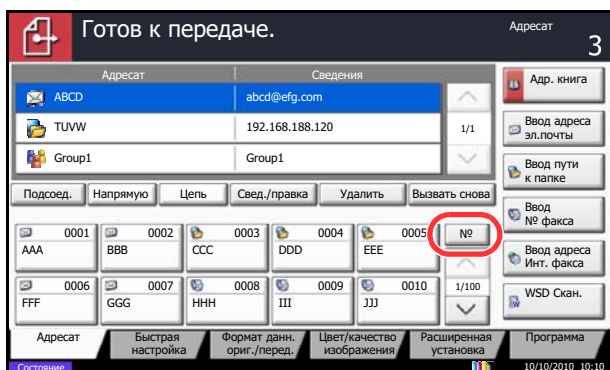 Готов к передаче.
Адресат
3
Адресат Сведения
ABCD abcd@efg.com
TUVW 192.168.188.120
1/1
Group1 Group1
Адр. книга
Ввод адреса
эл.почты
Ввод пути
к папке
Ввод
№ факса
Ввод адреса
Инт. факса
WSD Скан.
Подсоед. Напрямую Цепь Свед./правка Удалить Вызвать снова
0001 0002 0003 0004 0005 №
AAA BBB CCC DDD EEE
0006 0007 0008 0009 0010 1/100
FFF GGG HHH III JJJ
Адресат
Быстрая
настройка
Формат данн.
ориг./перед.
Цвет/качество
изображения
Расширенная
установка
Программа
Состояние 10/10/2010 10:10